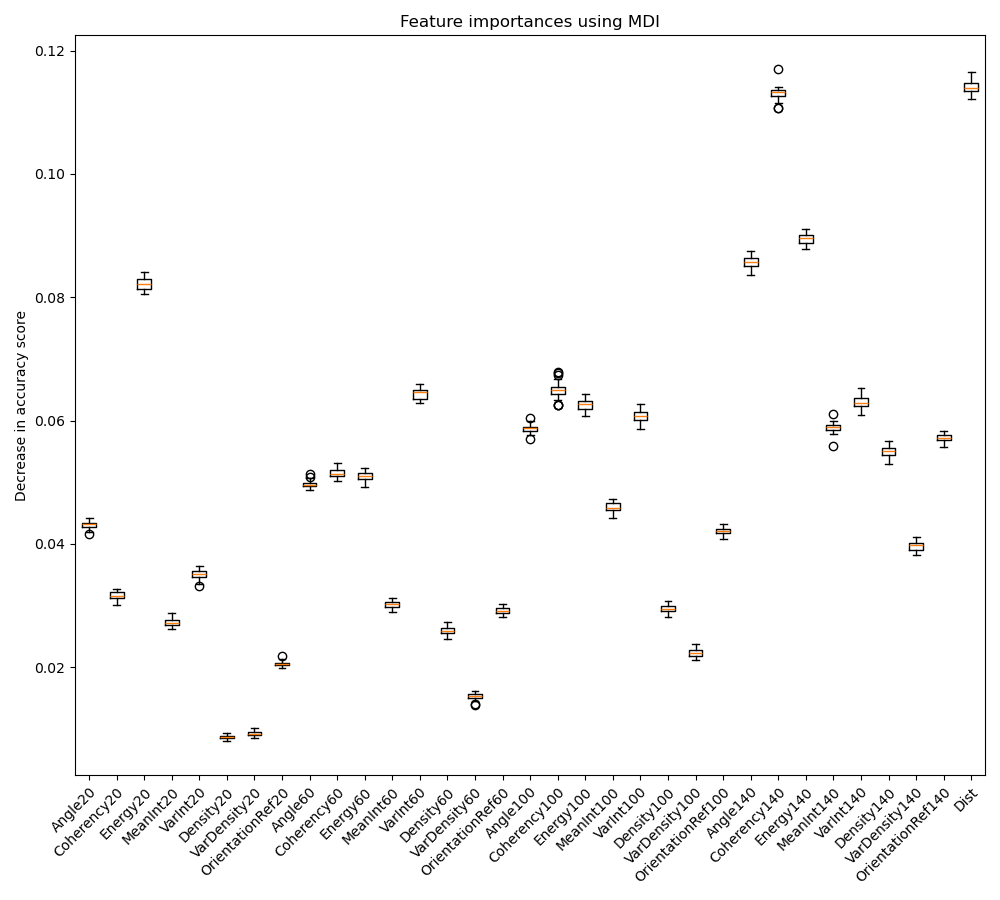 Feature importances using MDI
Decrease in accuracy score
0.12
0.10
0.08
0.06
0.04
0.02
Angle20
Coherency20
Energy20
MeanInt20
VarInt20
Density20
VarDensity20
OrientationRef20
Angle60
Coherency60
Energy60
MeanInt60
VarInt60
Density60
VarDensity60
OrientationRef60
Angle100
Coherency100
Energy100
MeanInt100
VarInt100
Density100
VarDensity100
OrientationRef100
Angle140
Coherency140
Energy140
MeanInt140
VarInt140
Density140
VarDensity140
OrientationRef140
Dist